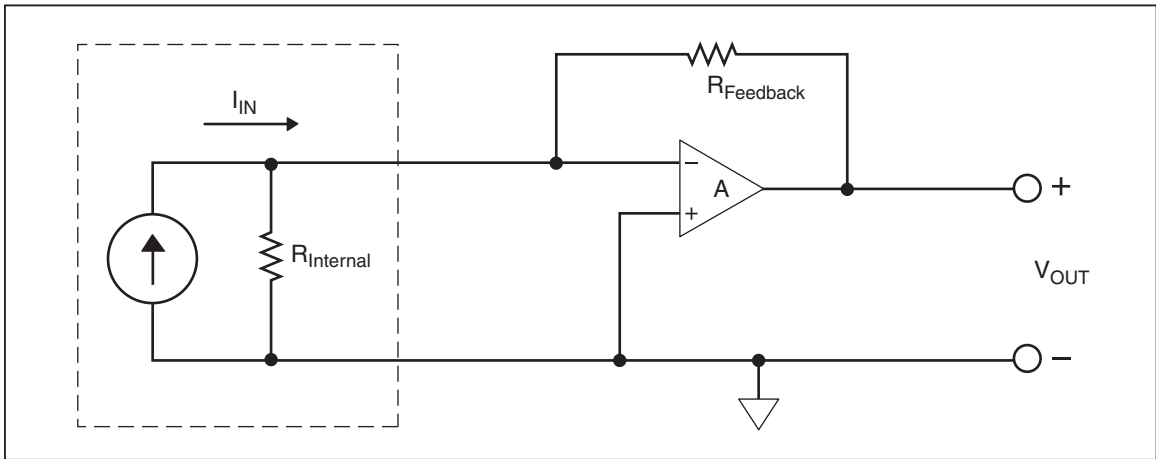 I_IN
R_Feedback
−
A
+
R_Internal
+
V_OUT
−